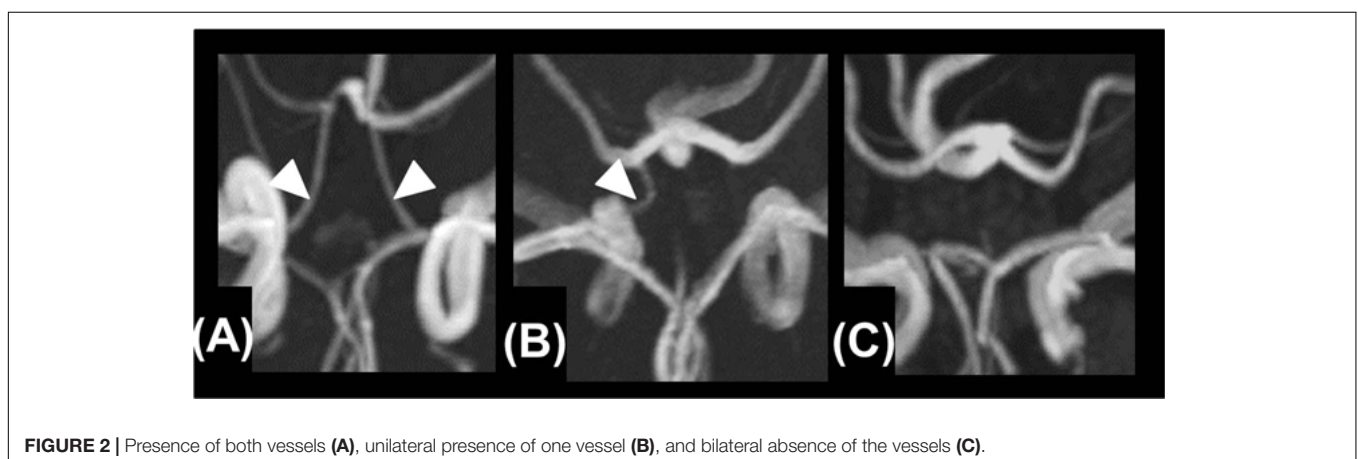 (A)
(B)
(C)
FIGURE 2 | Presence of both vessels (A), unilateral presence of one vessel (B), and bilateral absence of the vessels (C).